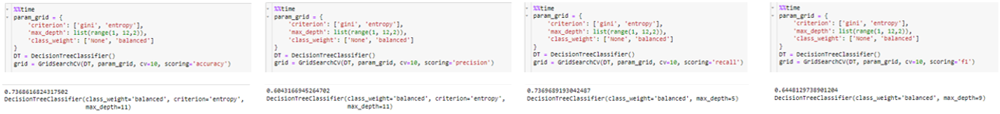 %%time
param_grid = {
    'criterion': ['gini', 'entropy'],
    'max_depth': list(range(1, 12,2)),
    'class_weight': ['None', 'balanced']
}
DT = DecisionTreeClassifier()
grid = GridSearchCV(DT, param_grid, cv=10, scoring='accuracy')
0.7368616824317502
DecisionTreeClassifier(class_weight='balanced', criterion='entropy',
                       max_depth=11)
%%time
param_grid = {
    'criterion': ['gini', 'entropy'],
    'max_depth': list(range(1, 12,2)),
    'class_weight': ['None', 'balanced']
}
DT = DecisionTreeClassifier()
grid = GridSearchCV(DT, param_grid, cv=10, scoring='precision')
0.6043166945264702
DecisionTreeClassifier(class_weight='balanced', criterion='entropy',
                       max_depth=11)
%%time
param_grid = {
    'criterion': ['gini', 'entropy'],
    'max_depth': list(range(1, 12,2)),
    'class_weight': ['None', 'balanced']
}
DT = DecisionTreeClassifier()
grid = GridSearchCV(DT, param_grid, cv=10, scoring='recall')
0.7369689193042487
DecisionTreeClassifier(class_weight='balanced', max_depth=5)
%%time
param_grid = {
    'criterion': ['gini', 'entropy'],
    'max_depth': list(range(1, 12,2)),
    'class_weight': ['None', 'balanced']
}
DT = DecisionTreeClassifier()
grid = GridSearchCV(DT, param_grid, cv=10, scoring='f1')
0.6448129738901204
DecisionTreeClassifier(class_weight='balanced', max_depth=9)